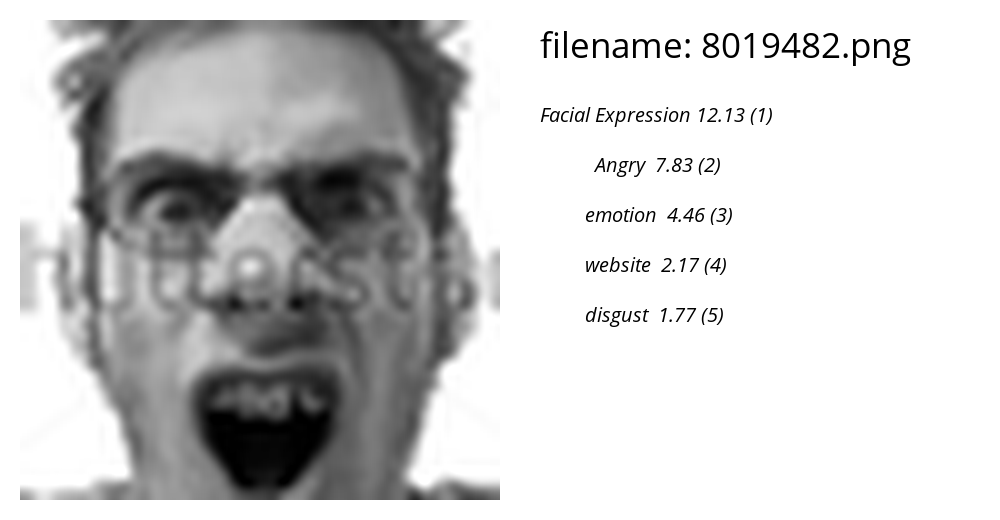 filename: 8019482.png
Facial Expression 12.13 (1)
Angry 7.83 (2)
emotion 4.46 (3)
website 2.17 (4)
disgust 1.77 (5)